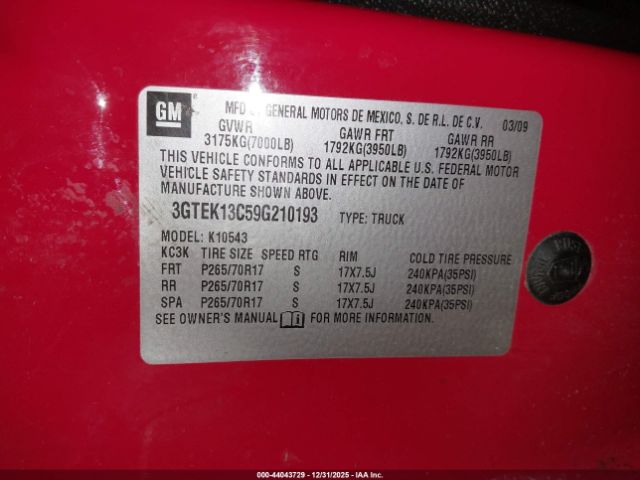 GM
MFD BY GENERAL MOTORS DE MEXICO, S. DE R.L. DE C.V. 03/09
GVWR GAWR FRT GAWR RR
3175KG(7000LB) 1792KG(3950LB) 1792KG(3950LB)
THIS VEHICLE CONFORMS TO ALL APPLICABLE U.S. FEDERAL MOTOR
VEHICLE SAFETY STANDARDS IN EFFECT ON THE DATE OF
MANUFACTURE SHOWN ABOVE.
3GTEK13C59G210193 TYPE: TRUCK
MODEL: K10543
KC3K TIRE SIZE SPEED RTG RIM COLD TIRE PRESSURE
FRT P265/70R17 S 17X7.5J 240KPA(35PSI)
RR P265/70R17 S 17X7.5J 240KPA(35PSI)
SPA P265/70R17 S 17X7.5J 240KPA(35PSI)
SEE OWNER'S MANUAL FOR MORE INFORMATION.
000-44043729 - 12/31/2025 - IAA Inc.